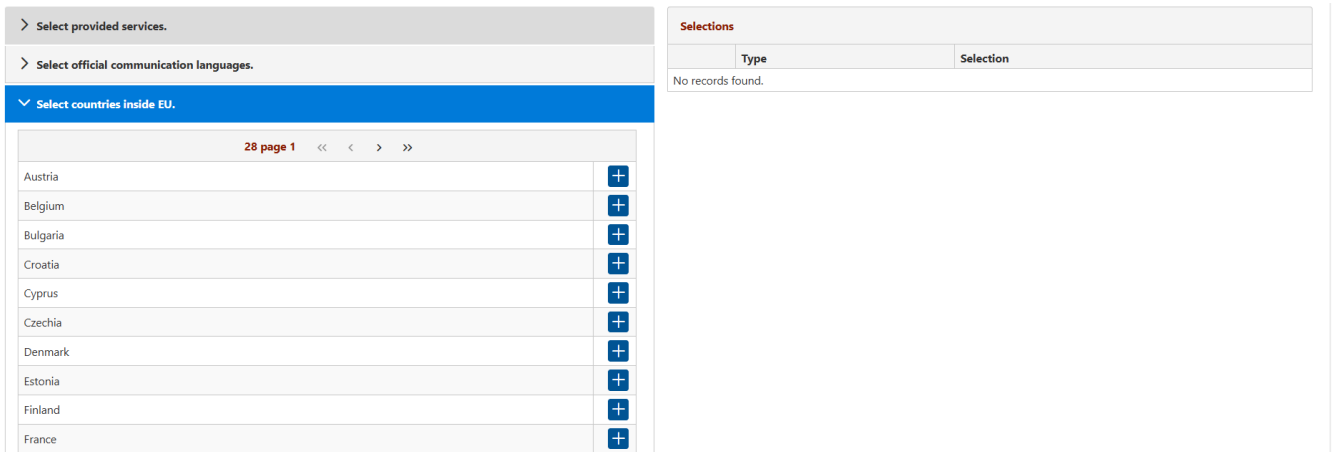 Select provided services.
Select official communication languages.
Select countries inside EU.
28 page 1
Austria
Belgium
Bulgaria
Croatia
Cyprus
Czechia
Denmark
Estonia
Finland
France
Selections
Type Selection
No records found.